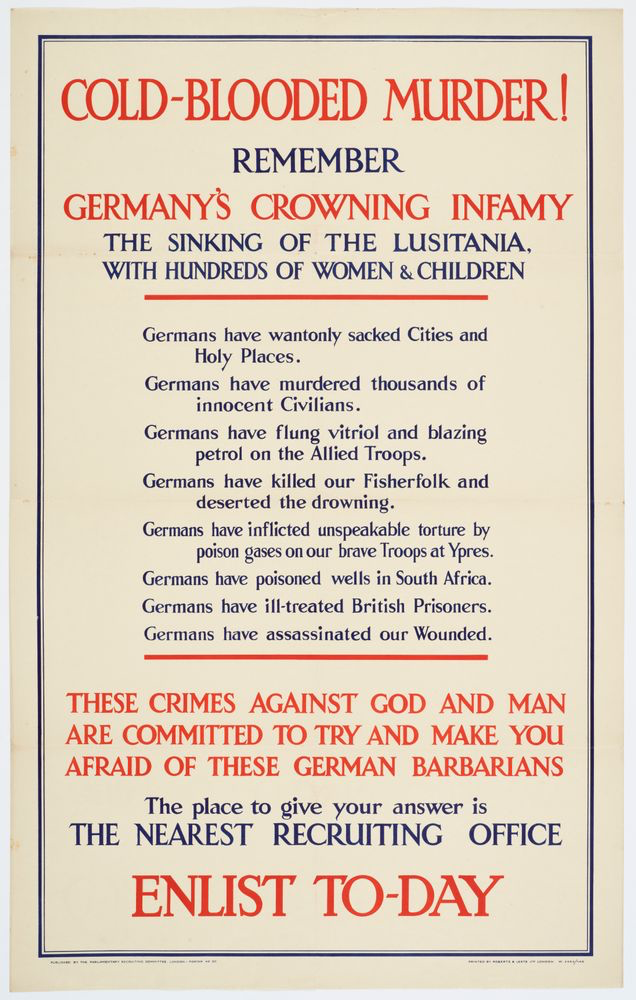 COLD-BLOODED MURDER!
REMEMBER
GERMANY'S CROWNING INFAMY
THE SINKING OF THE LUSITANIA,
WITH HUNDREDS OF WOMEN & CHILDREN
Germans have wantonly sacked Cities and
Holy Places.
Germans have murdered thousands of
innocent Civilians.
Germans have flung vitriol and blazing
petrol on the Allied Troops.
Germans have killed our Fisherfolk and
deserted the drowning.
Germans have inflicted unspeakable torture by
poison gases on our brave Troops at Ypres.
Germans have poisoned wells in South Africa.
Germans have ill-treated British Prisoners.
Germans have assassinated our Wounded.
THESE CRIMES AGAINST GOD AND MAN
ARE COMMITTED TO TRY AND MAKE YOU
AFRAID OF THESE GERMAN BARBARIANS
The place to give your answer is
THE NEAREST RECRUITING OFFICE
ENLIST TO-DAY
PUBLISHED BY THE PARLIAMENTARY RECRUITING COMMITTEE, LONDON.
PRINTED BY ROBERTS & LEETE LTD LONDON